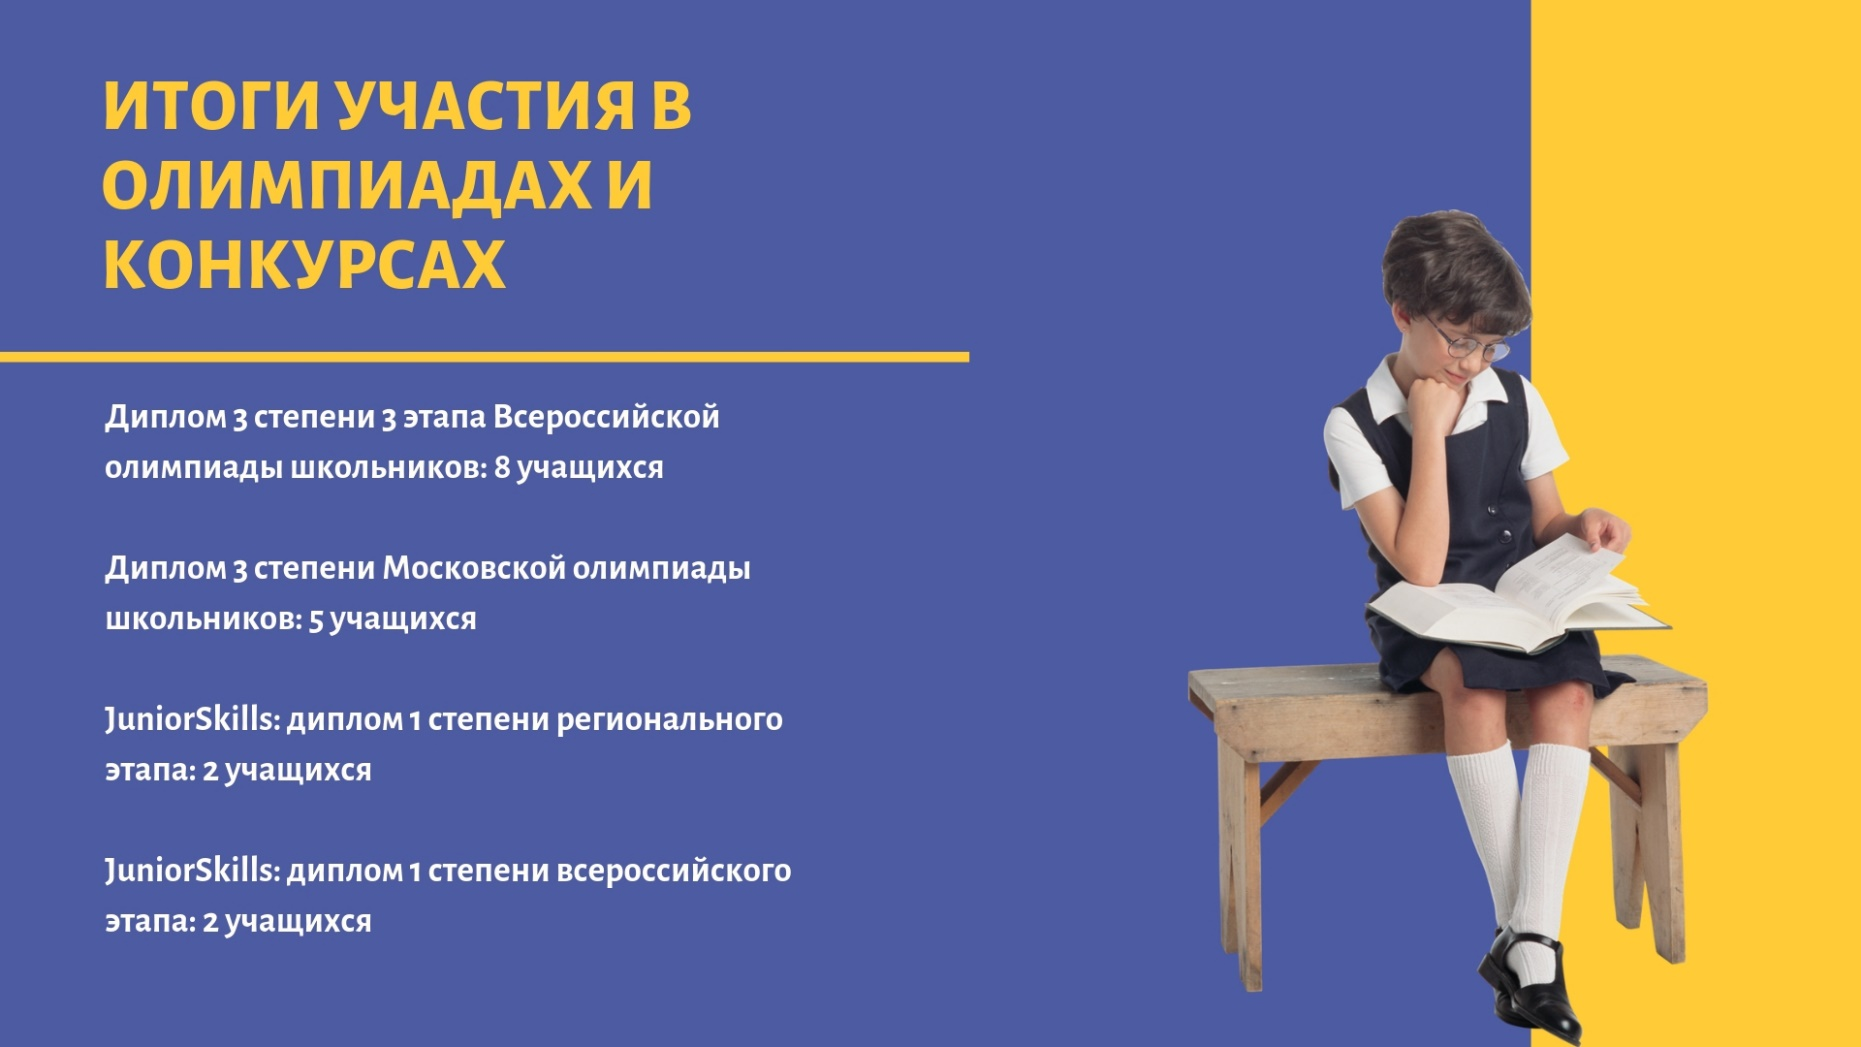 ИТОГИ УЧАСТИЯ В
ОЛИМПИАДАХ И
КОНКУРСАХ
Диплом 3 степени 3 этапа Всероссийской
олимпиады школьников: 8 учащихся
Диплом 3 степени Московской олимпиады
школьников: 5 учащихся
JuniorSkills: диплом 1 степени регионального
этапа: 2 учащихся
JuniorSkills: диплом 1 степени всероссийского
этапа: 2 учащихся